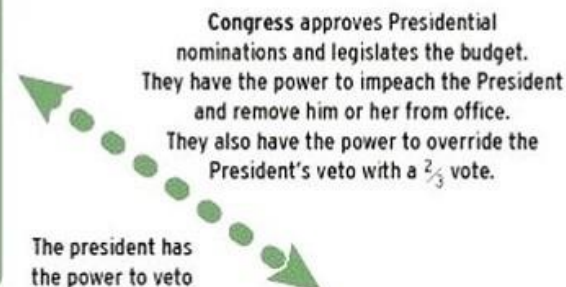 Congress approves Presidential
nominations and legislates the budget.
They have the power to impeach the President
and remove him or her from office.
They also have the power to override the
President's veto with a 2/3 vote.
The president has
the power to veto